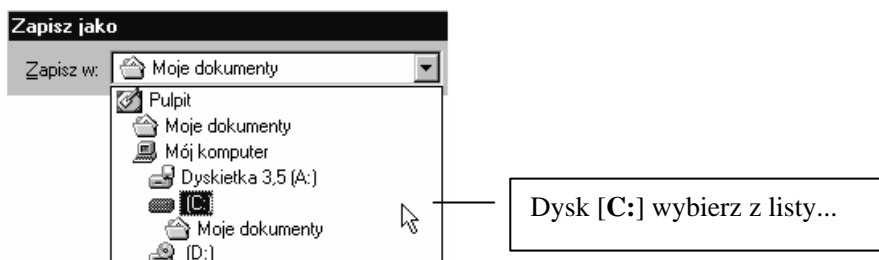 Zapisz jako
Zapisz w: Moje dokumenty
Pulpit
Moje dokumenty
Mój komputer
Dyskietka 3,5 (A:)
(C:)
Dysk [C:] wybierz z listy...
Moje dokumenty
(D:)